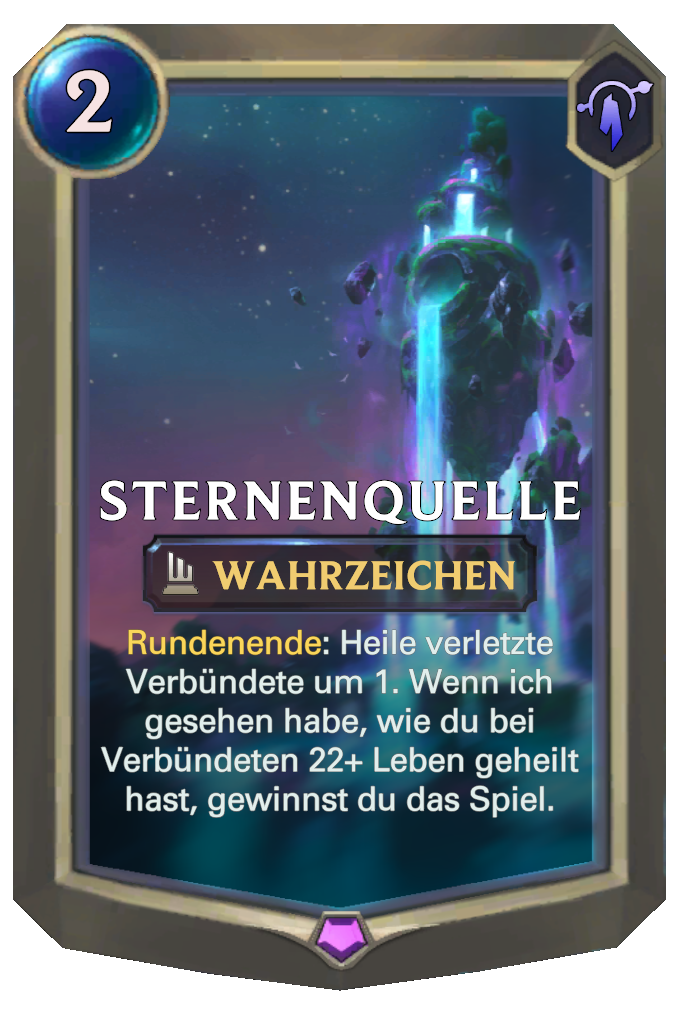 2
STERNENQUELLE
WAHRZEICHEN
Rundenende: Heile verletzte
Verbündete um 1. Wenn ich
gesehen habe, wie du bei
Verbündeten 22+ Leben geheilt
hast, gewinnst du das Spiel.